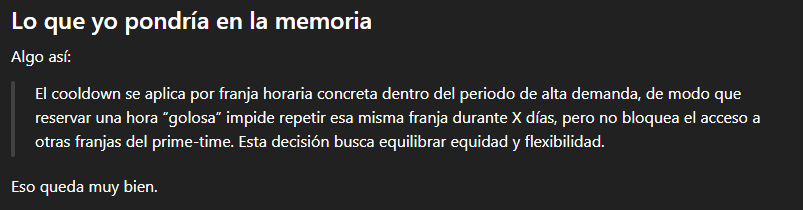 Lo que yo pondría en la memoria
Algo así:
El cooldown se aplica por franja horaria concreta dentro del periodo de alta demanda, de modo que
reservar una hora “golosa” impide repetir esa misma franja durante X días, pero no bloquea el acceso a
otras franjas del prime-time. Esta decisión busca equilibrar equidad y flexibilidad.
Eso queda muy bien.